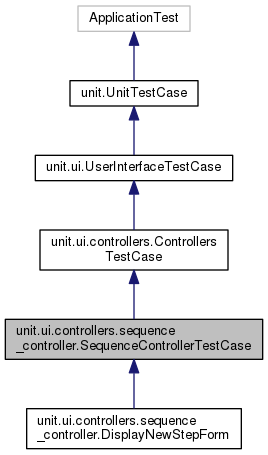 ApplicationTest
unit.UnitTestCase
unit.ui.UserInterfaceTestCase
unit.ui.controllers.Controllers
TestCase
unit.ui.controllers.sequence
_controller.SequenceControllerTestCase
unit.ui.controllers.sequence
_controller.DisplayNewStepForm